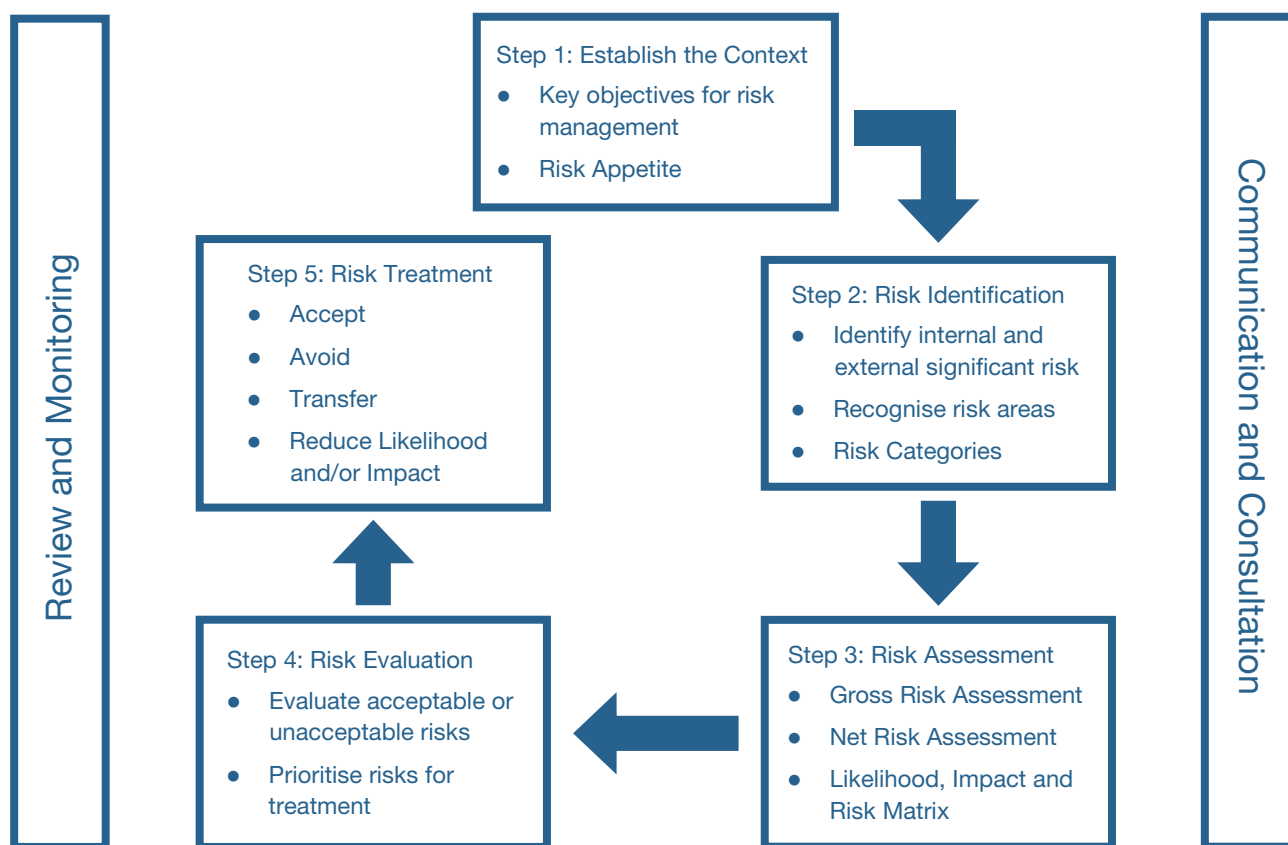 Review and Monitoring
Step 1: Establish the Context
● Key objectives for risk
management
● Risk Appetite
Step 2: Risk Identification
● Identify internal and
external significant risk
● Recognise risk areas
● Risk Categories
Step 3: Risk Assessment
● Gross Risk Assessment
● Net Risk Assessment
● Likelihood, Impact and
Risk Matrix
Step 4: Risk Evaluation
● Evaluate acceptable or
unacceptable risks
● Prioritise risks for
treatment
Step 5: Risk Treatment
● Accept
● Avoid
● Transfer
● Reduce Likelihood
and/or Impact
Communication and Consultation